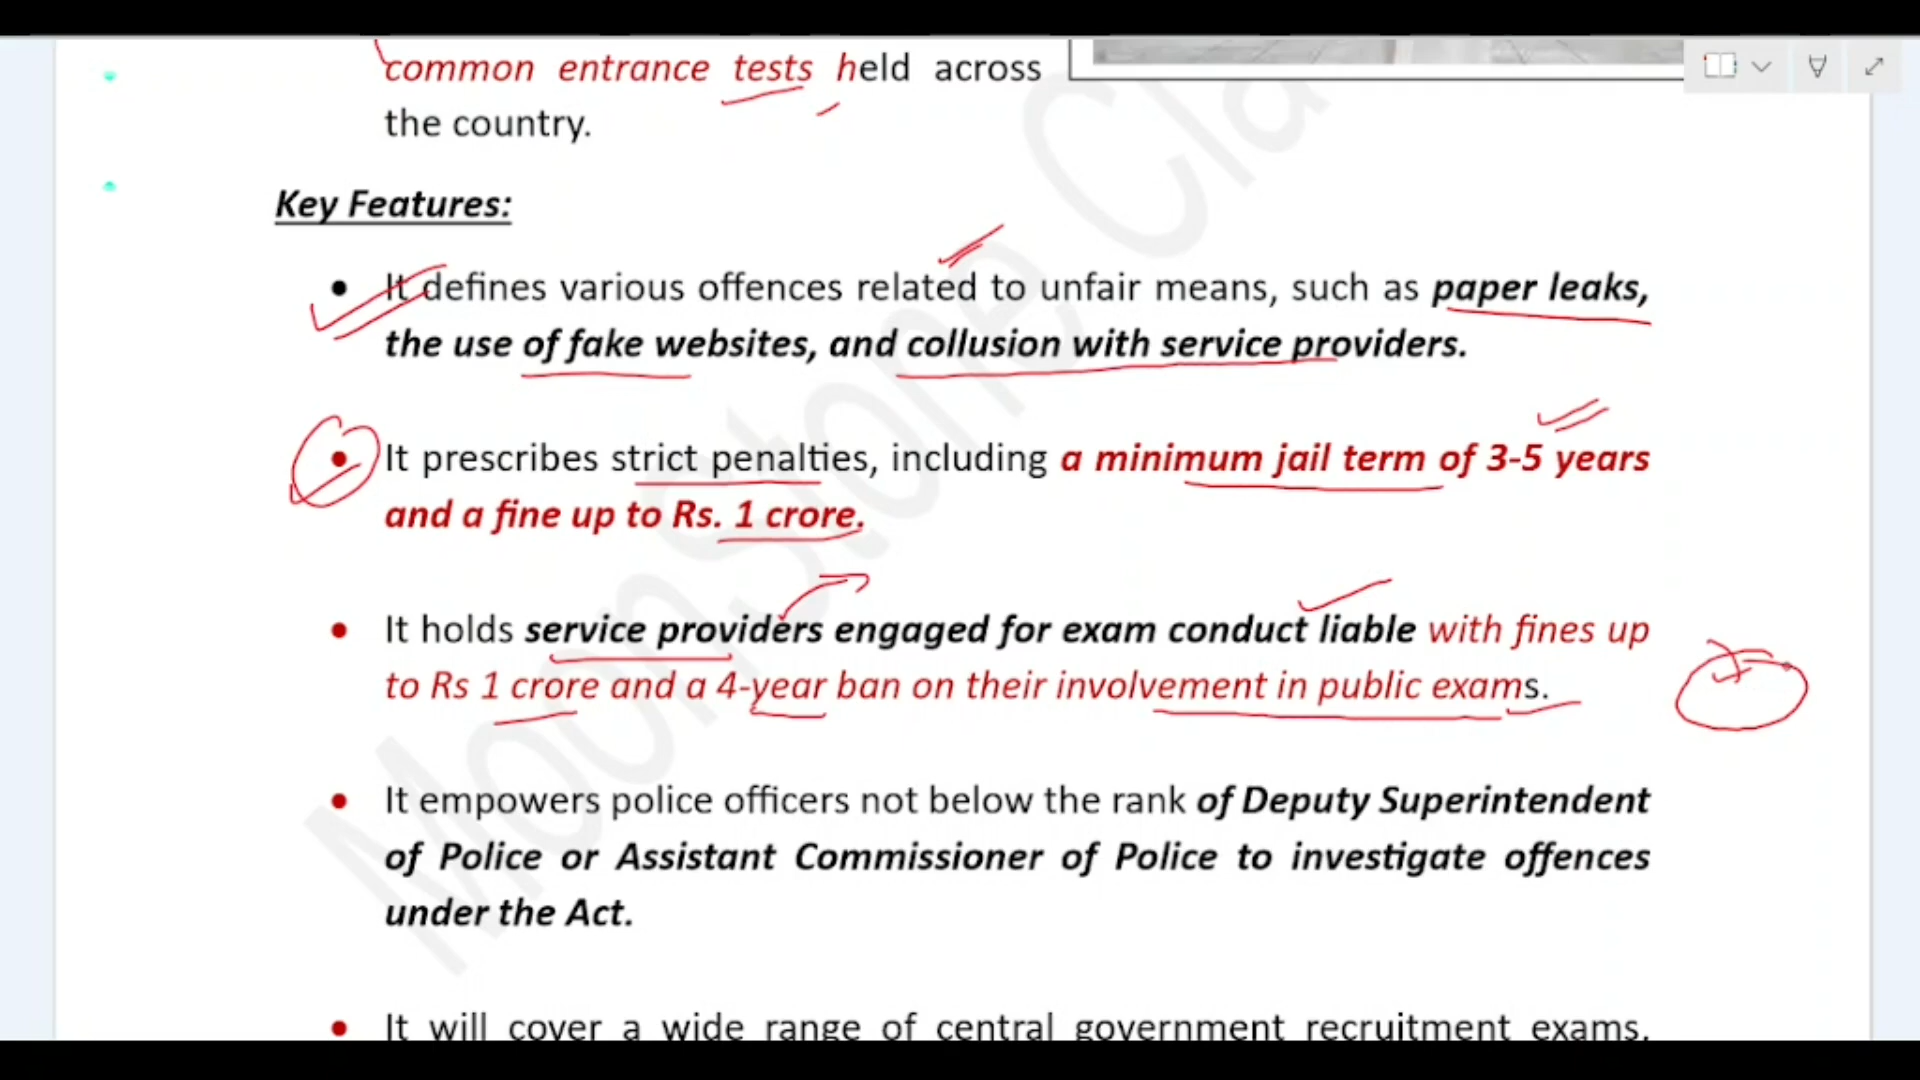 common entrance tests held across
the country.
Key Features:
• It defines various offences related to unfair means, such as paper leaks,
the use of fake websites, and collusion with service providers.
• It prescribes strict penalties, including a minimum jail term of 3-5 years
and a fine up to Rs. 1 crore.
• It holds service providers engaged for exam conduct liable with fines up
to Rs 1 crore and a 4-year ban on their involvement in public exams.
• It empowers police officers not below the rank of Deputy Superintendent
of Police or Assistant Commissioner of Police to investigate offences
under the Act.
• It will cover a wide range of central government recruitment exams,
MoonStone Cla